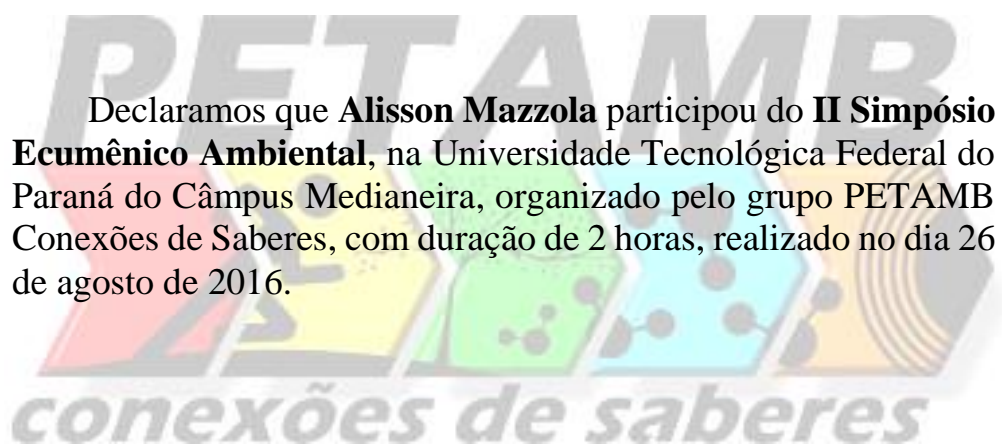 PETAMB
Declaramos que Alisson Mazzola participou do II Simpósio
Ecumênico Ambiental, na Universidade Tecnológica Federal do
Paraná do Câmpus Medianeira, organizado pelo grupo PETAMB
Conexões de Saberes, com duração de 2 horas, realizado no dia 26
de agosto de 2016.
conexões de saberes